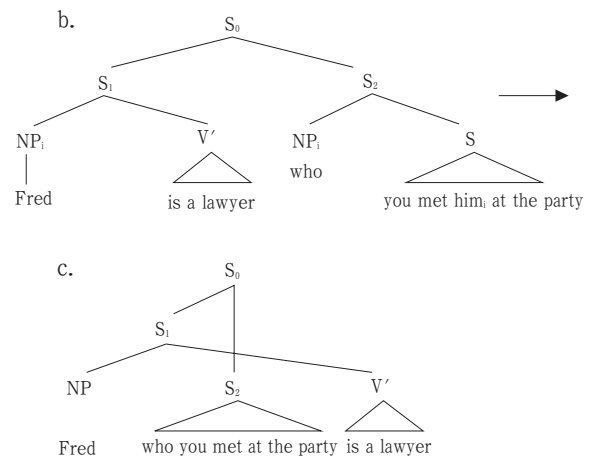 b.
S₀
S₁ S₂
NPᵢ V′ NPᵢ S
who
Fred is a lawyer you met himᵢ at the party
c.
S₀
S₁
NP S₂ V′
Fred who you met at the party is a lawyer